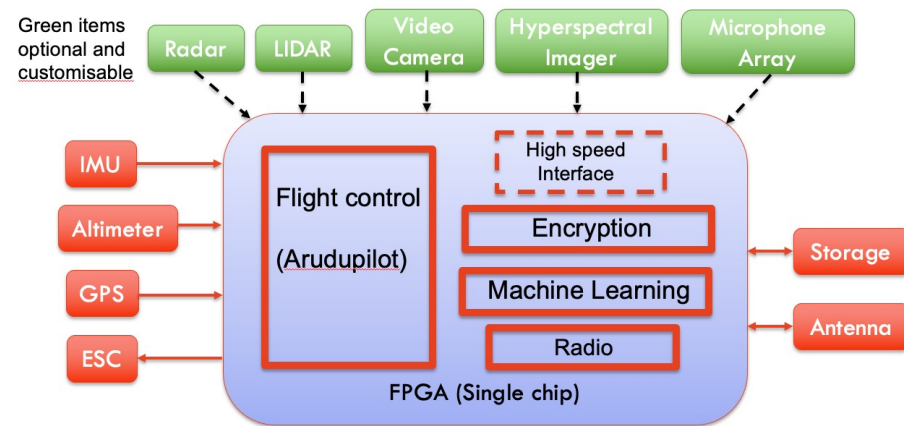 Green items
optional and
customisable
Radar
LIDAR
Video
Camera
Hyperspectral
Imager
Microphone
Array
IMU
Altimeter
GPS
ESC
Flight control
(Arudupilot)
High speed
Interface
Encryption
Machine Learning
Radio
FPGA (Single chip)
Storage
Antenna